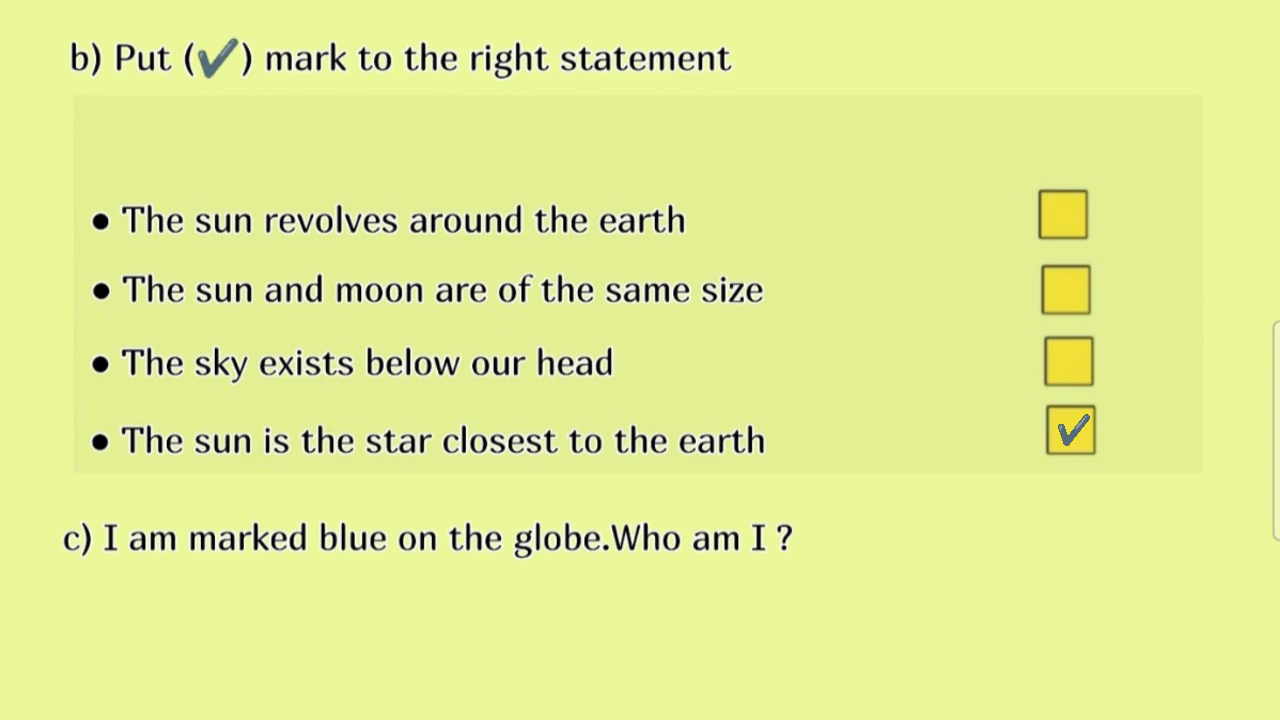 b) Put (✔) mark to the right statement
● The sun revolves around the earth
● The sun and moon are of the same size
● The sky exists below our head
● The sun is the star closest to the earth ✔
c) I am marked blue on the globe.Who am I ?